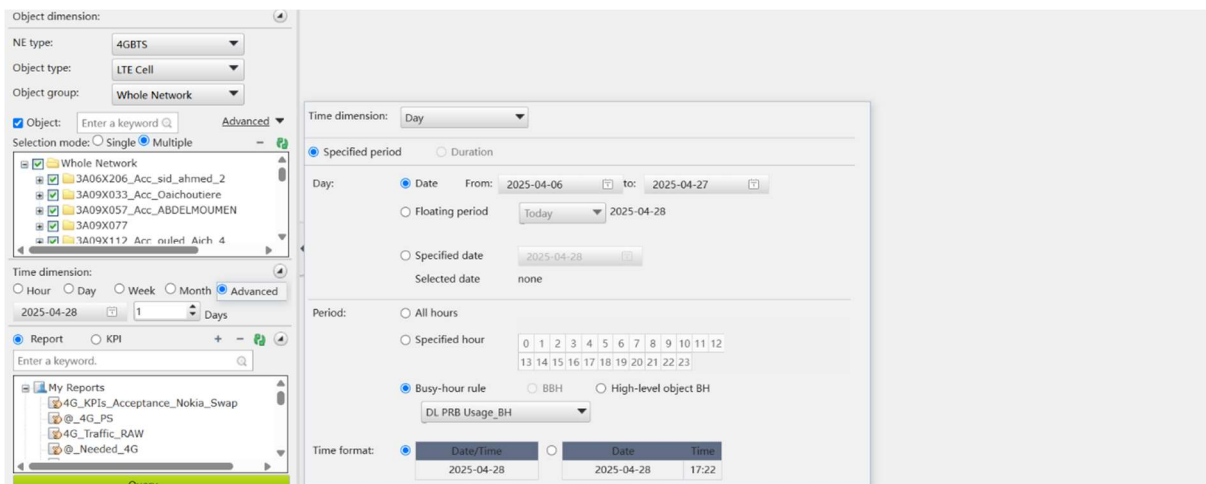 Object dimension:
NE type: 4GBTS
Object type: LTE Cell
Object group: Whole Network
Object: Enter a keyword Advanced
Selection mode: Single Multiple
Whole Network
3A06X206_Acc_sid_ahmed_2
3A09X033_Acc_Oaichoutiere
3A09X057_Acc_ABDELMOUMEN
3A09X077
3A09X112_Acc_ouled_Aich_4
Time dimension:
Hour Day Week Month Advanced
2025-04-28 1 Days
Report KPI
Enter a keyword.
My Reports
4G_KPIs_Acceptance_Nokia_Swap
@_4G_PS
4G_Traffic_RAW
@_Needed_4G
Query
Time dimension: Day
Specified period Duration
Day: Date From: 2025-04-06 to: 2025-04-27
Floating period Today 2025-04-28
Specified date 2025-04-28
Selected date none
Period: All hours
Specified hour 0 1 2 3 4 5 6 7 8 9 10 11 12
13 14 15 16 17 18 19 20 21 22 23
Busy-hour rule BBH High-level object BH
DL PRB Usage_BH
Time format: Date/Time Date Time
2025-04-28 2025-04-28 17:22